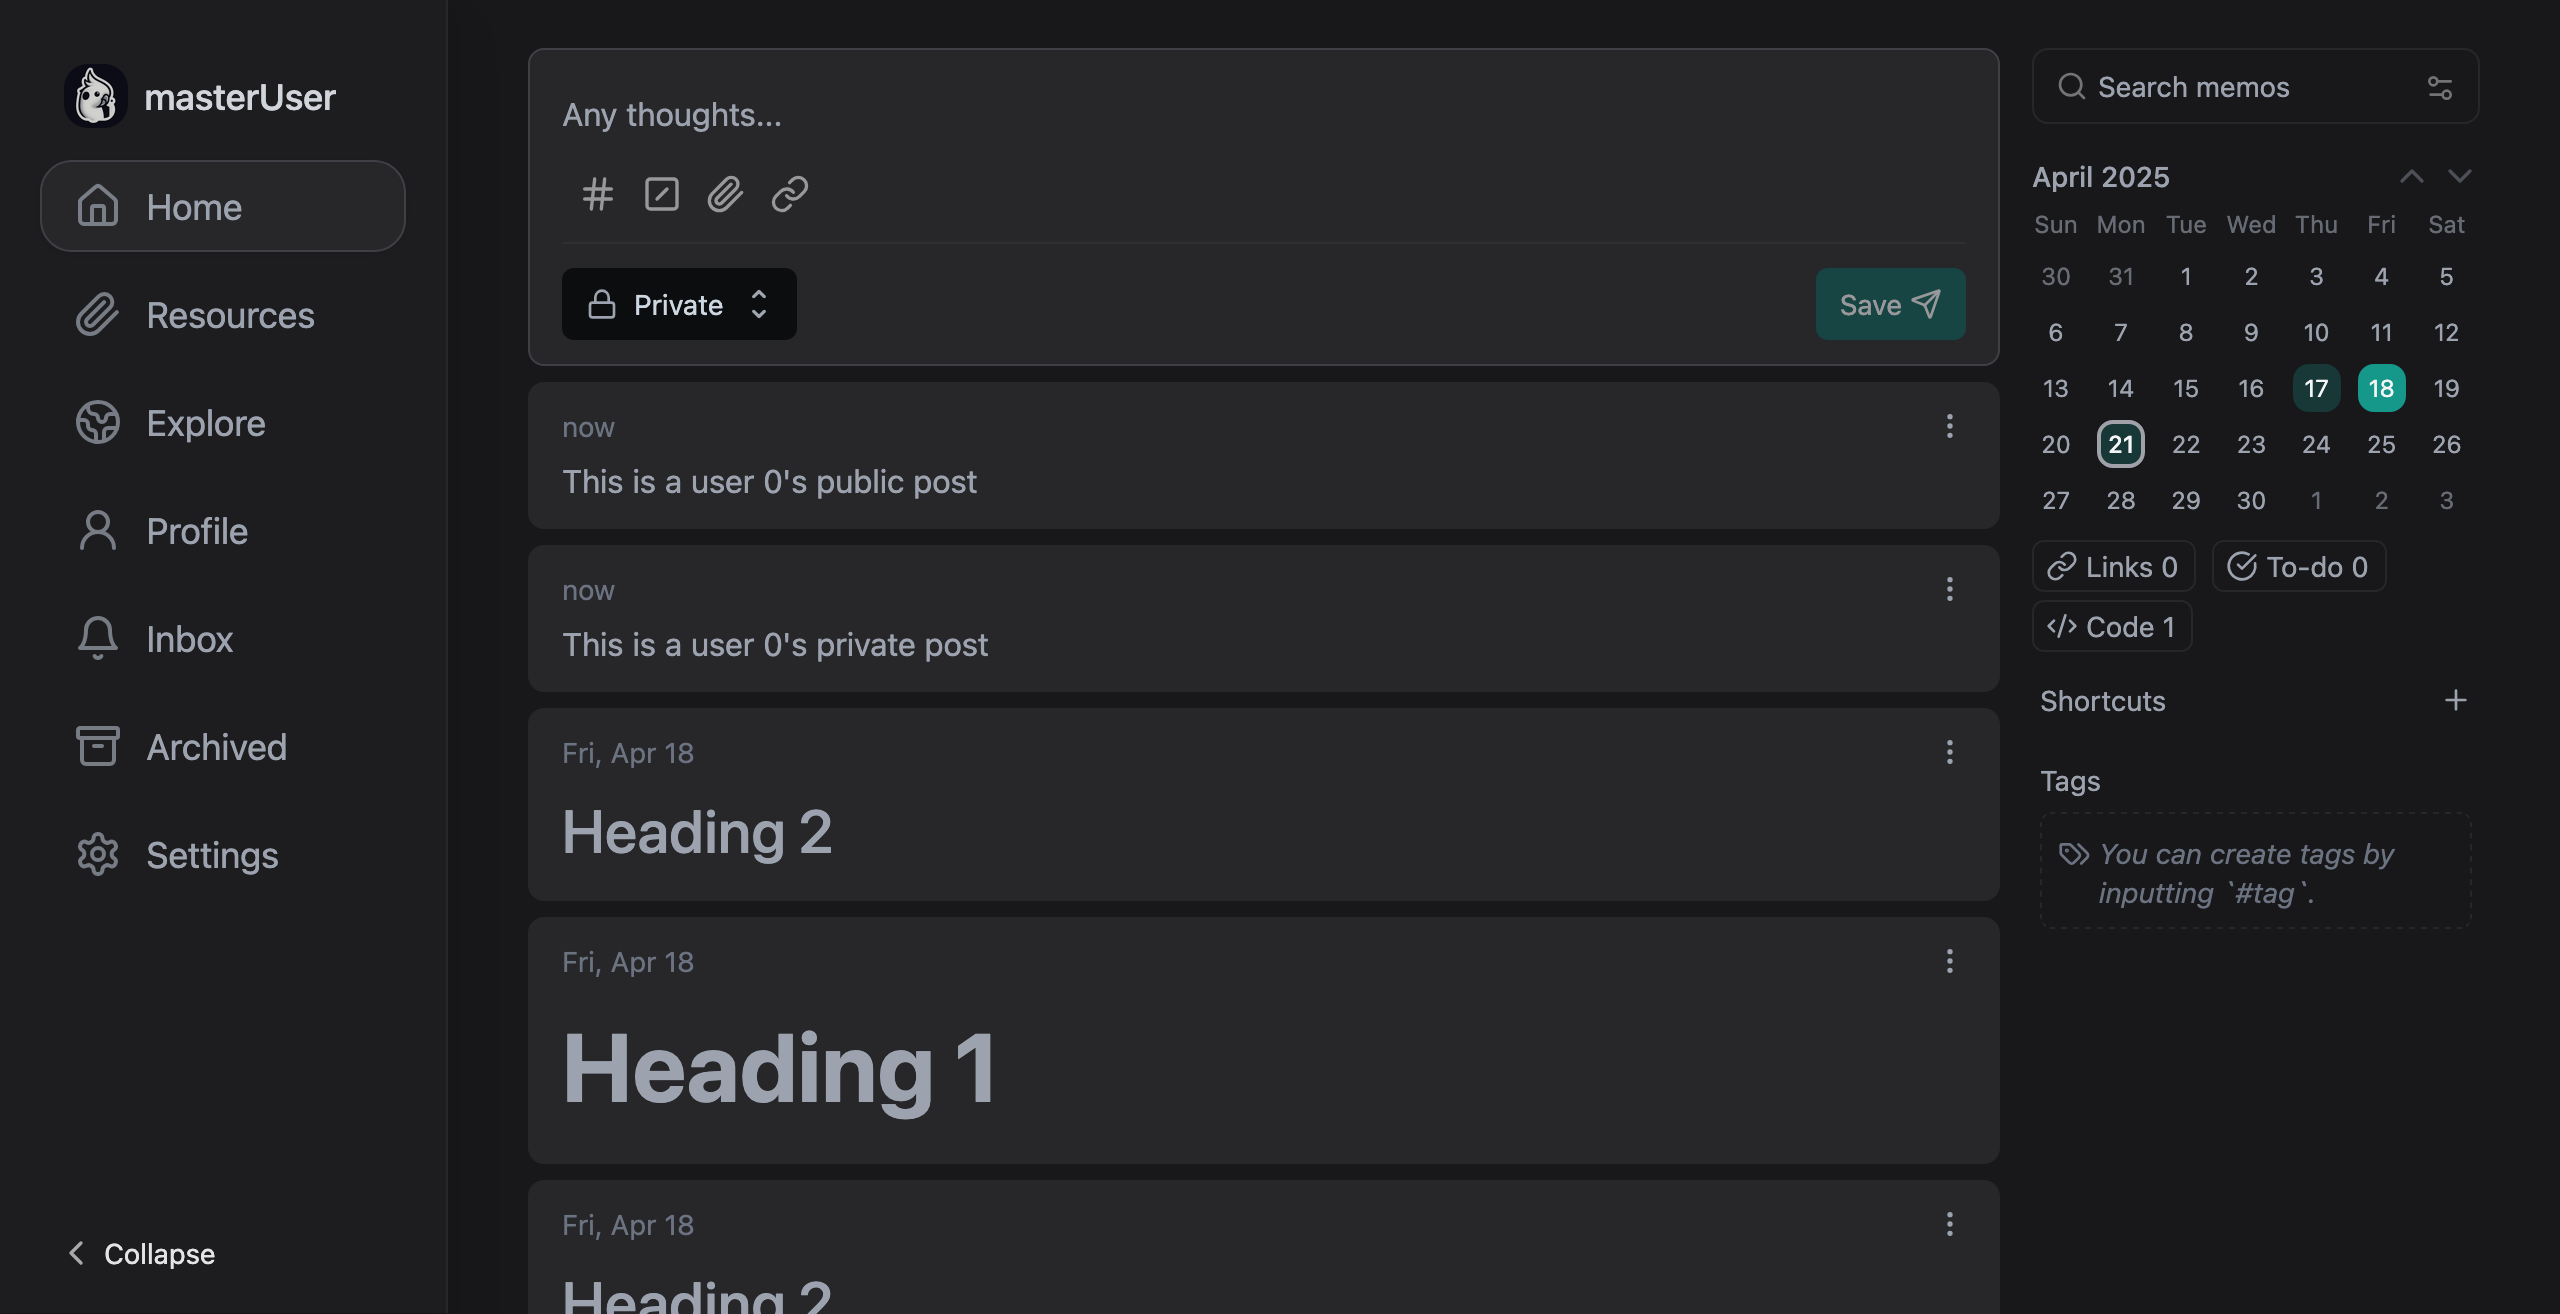 masterUser
Home
Resources
Explore
Profile
Inbox
Archived
Settings
Collapse
Any thoughts...
Private
Save
now
This is a user 0's public post
now
This is a user 0's private post
Fri, Apr 18
Heading 2
Fri, Apr 18
Heading 1
Fri, Apr 18
Heading 2
Search memos
April 2025
Sun Mon Tue Wed Thu Fri Sat
30 31 1 2 3 4 5
6 7 8 9 10 11 12
13 14 15 16 17 18 19
20 21 22 23 24 25 26
27 28 29 30 1 2 3
Links 0 To-do 0
Code 1
Shortcuts
Tags
You can create tags by
inputting `#tag`.